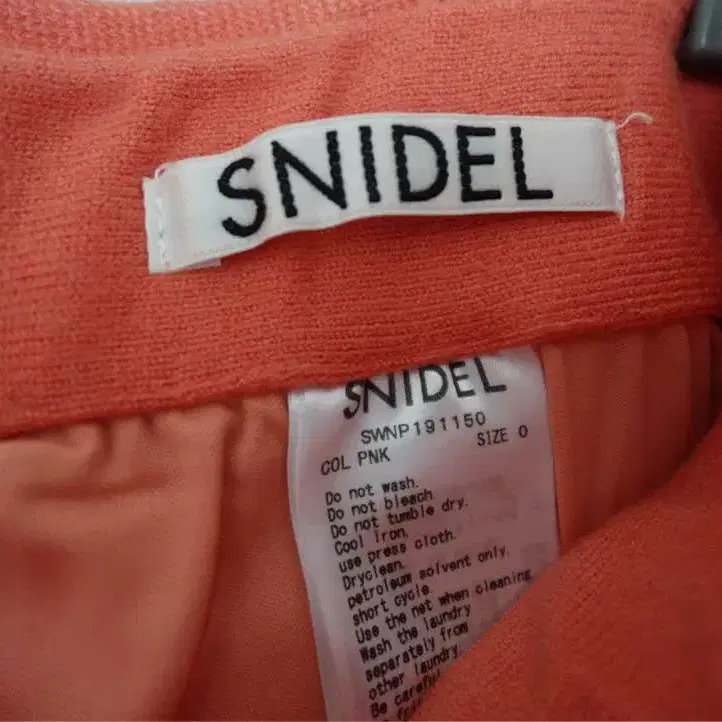 SNIDEL
SNIDEL
SWNP191150
COL PNK SIZE 0
Do not wash.
Do not bleach
Do not tumble dry.
Cool iron,
use press cloth.
Dryclean,
petroleum solvent only.
short cycle.
Use the net when cleaning
Wash the laundry
separately from
other laundry.
Be careful